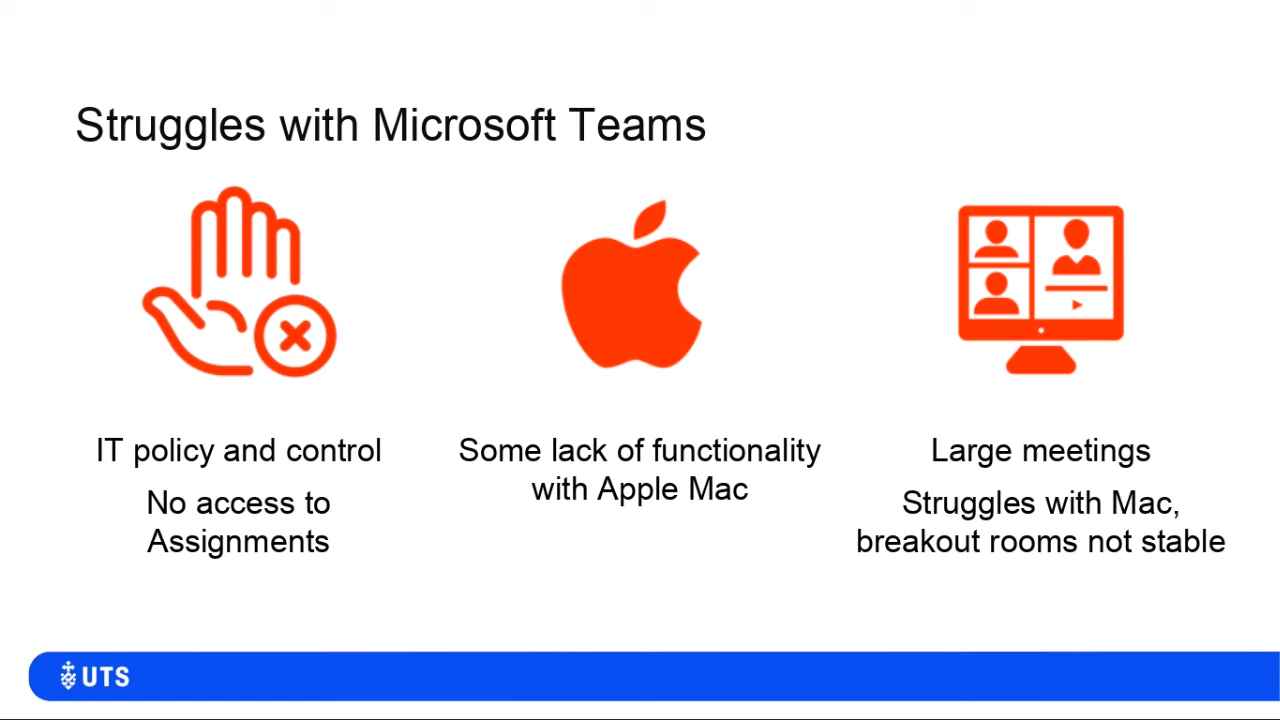 Struggles with Microsoft Teams
IT policy and control
No access to
Assignments
Some lack of functionality
with Apple Mac
Large meetings
Struggles with Mac,
breakout rooms not stable
UTS